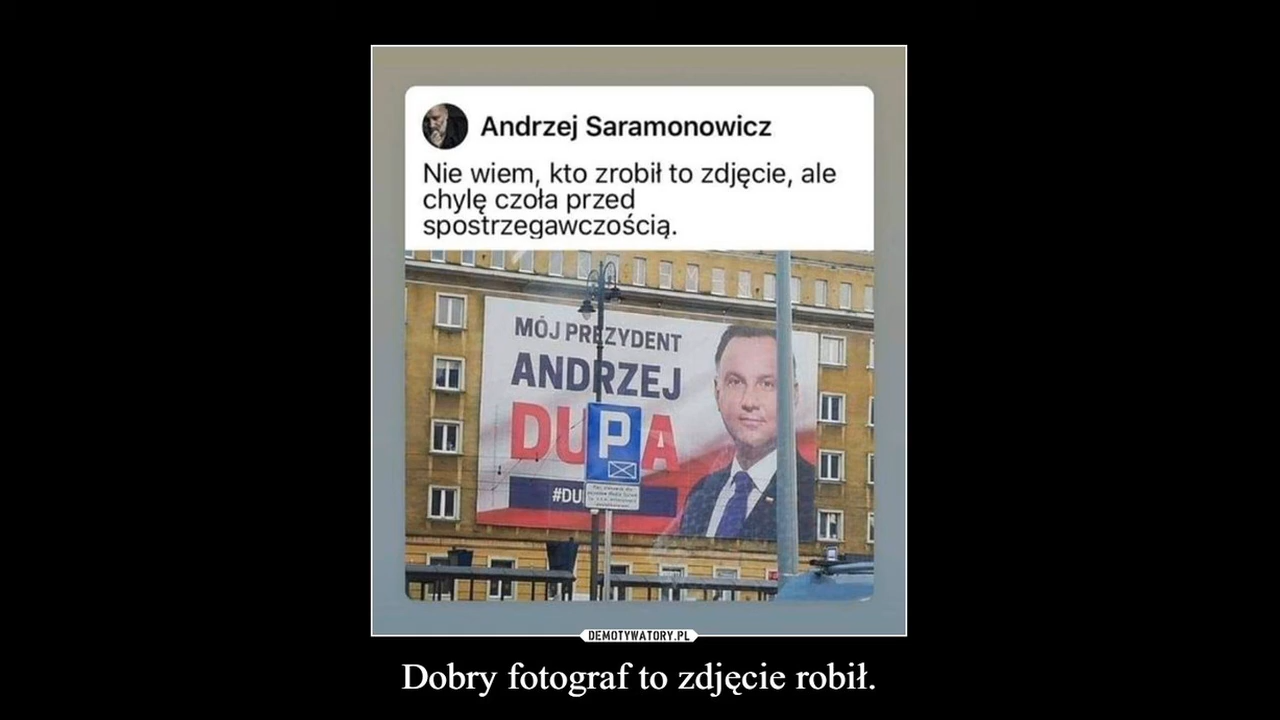 Andrzej Saramonowicz
Nie wiem, kto zrobił to zdjęcie, ale
chylę czoła przed
spostrzegawczością.
MÓJ PREZYDENT
ANDRZEJ
DUPA
#DU
DEMOTYWATORY.PL
Dobry fotograf to zdjęcie robił.